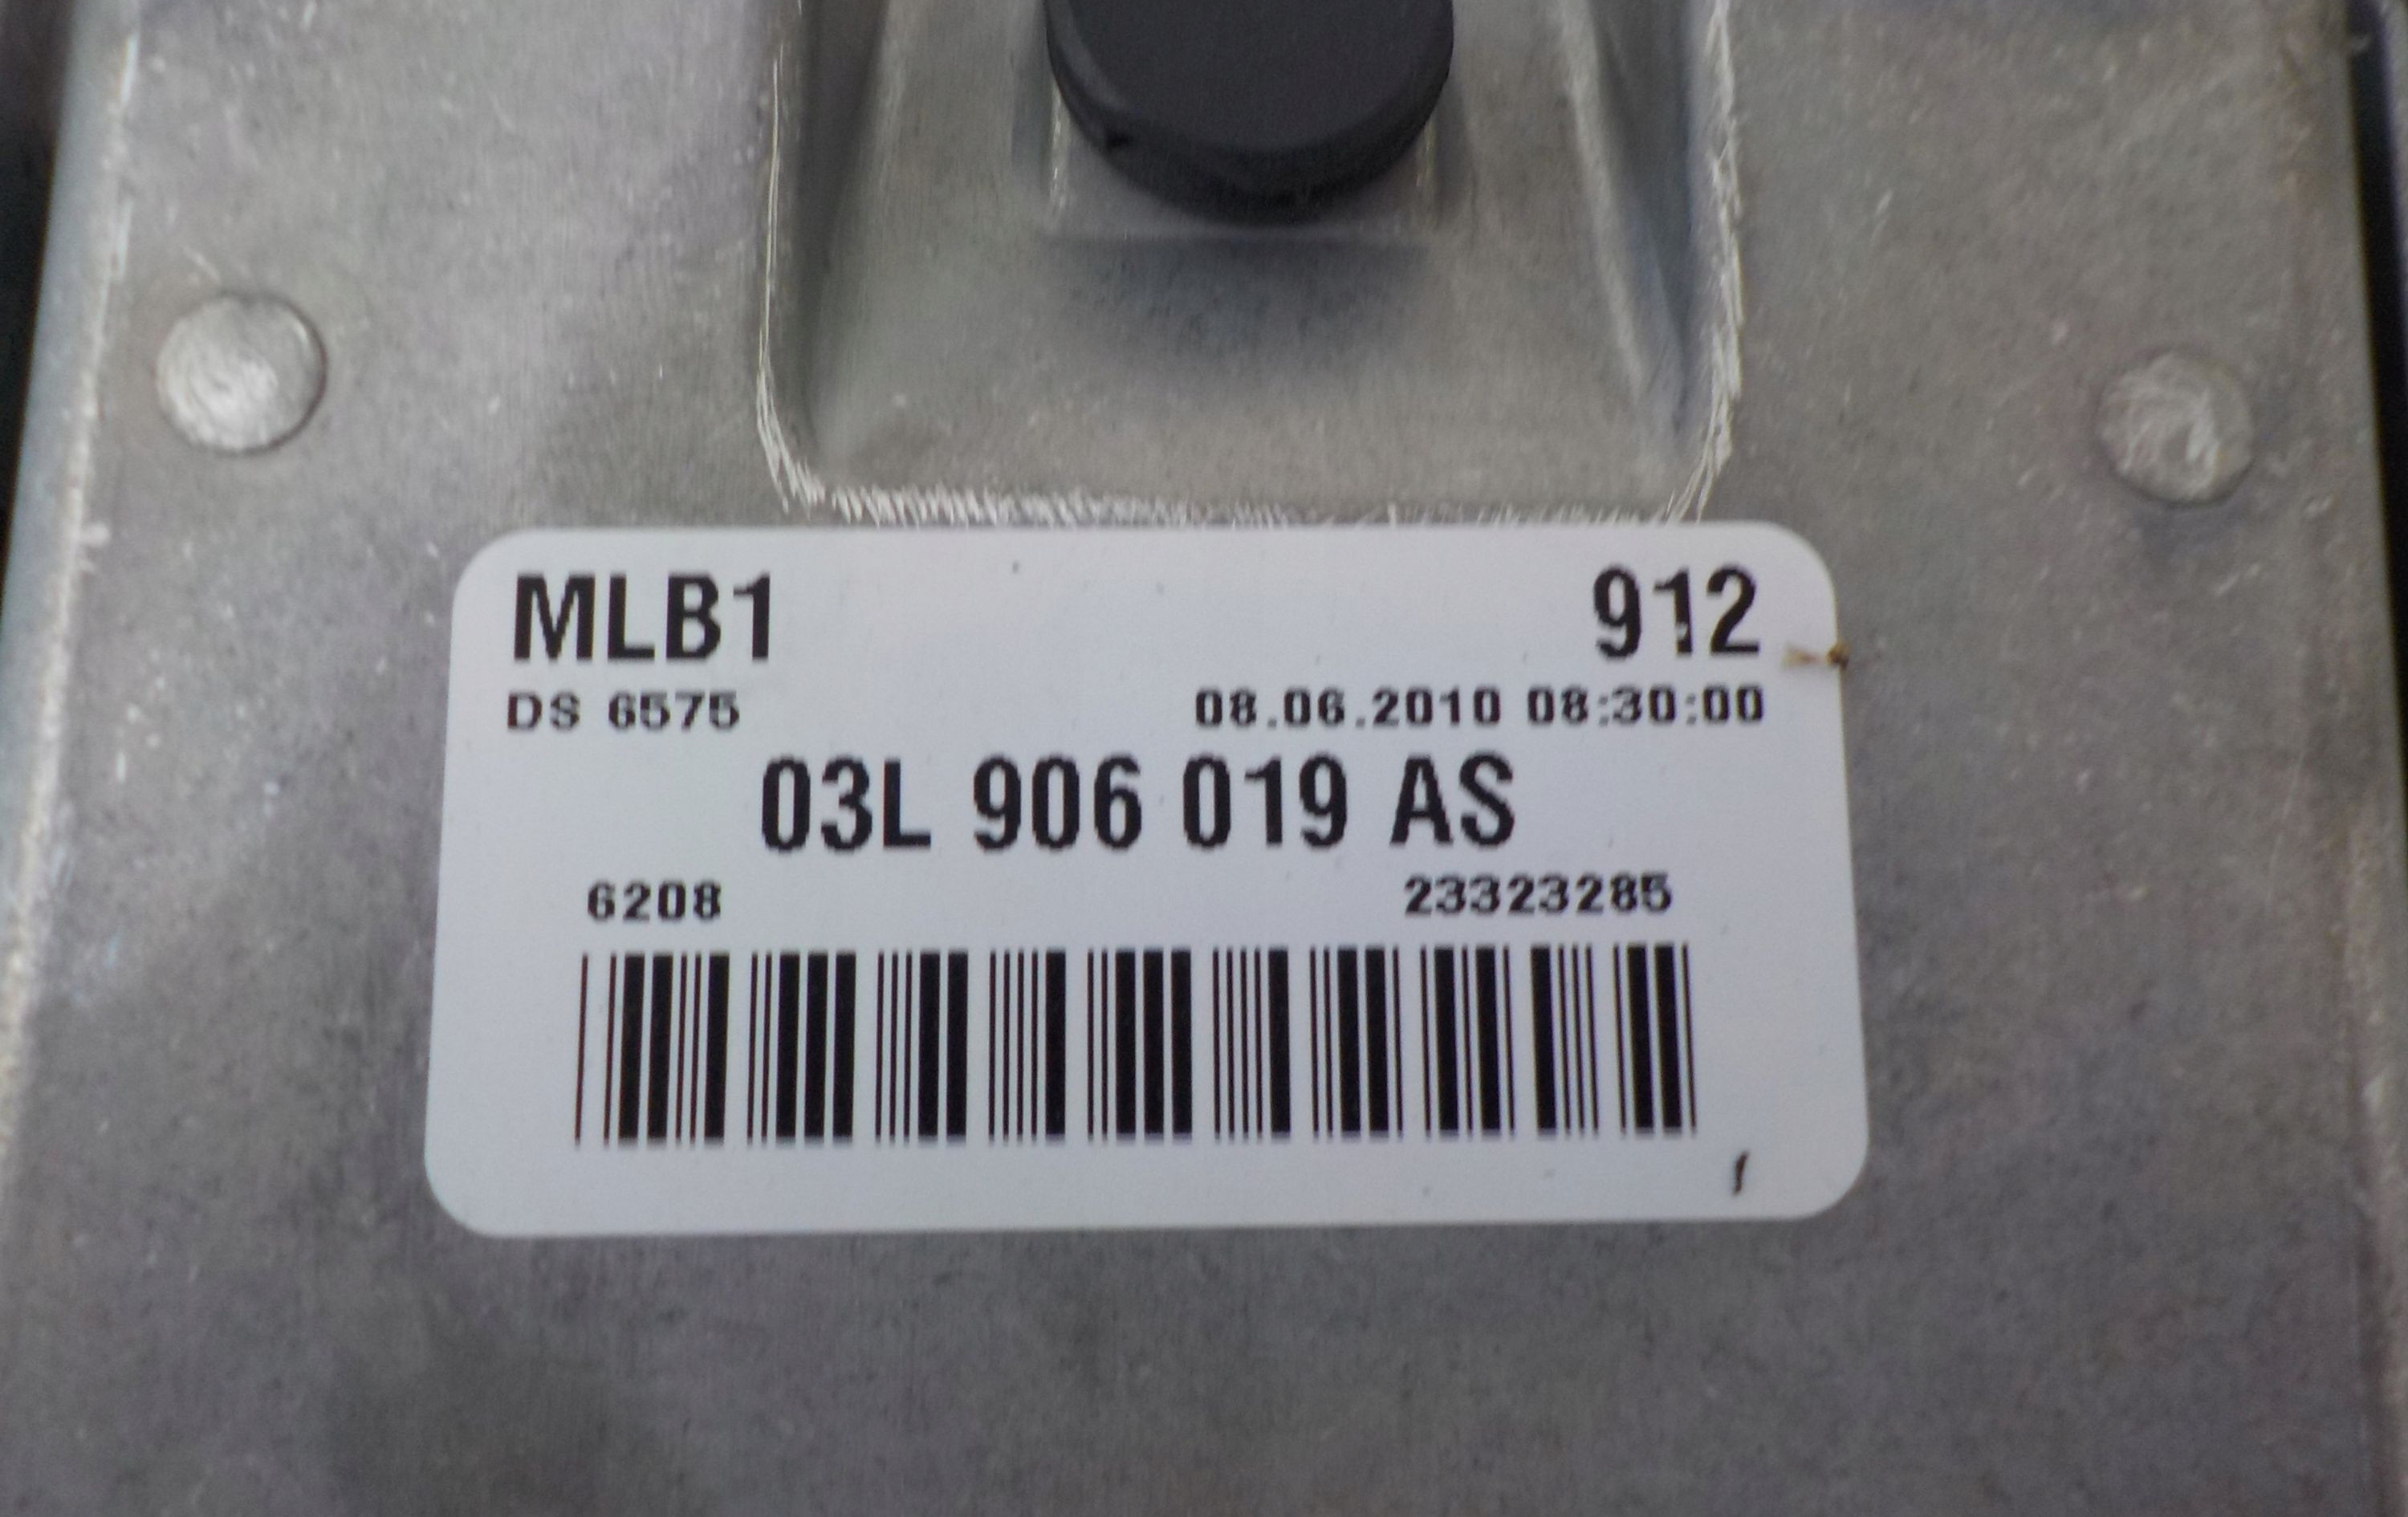 MLB1 912
DS 6575 08.06.2010 08:30:00
03L 906 019 AS
6208 23323285